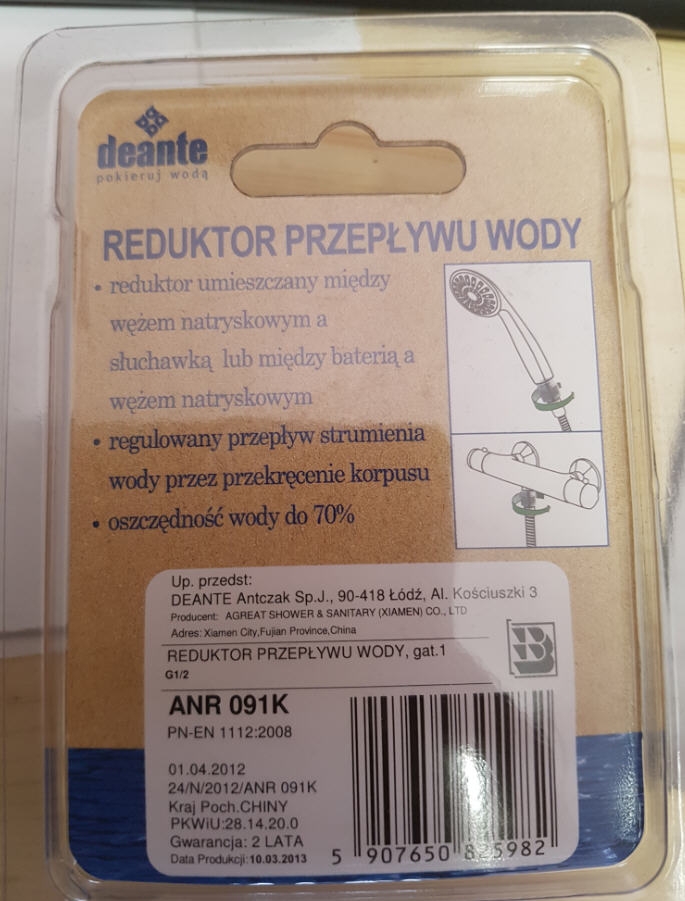 deante
pokieruj wodą
REDUKTOR PRZEPŁYWU WODY
• reduktor umieszczany między
wężem natryskowym a
słuchawką lub między baterią a
wężem natryskowym
• regulowany przepływ strumienia
wody przez przekręcenie korpusu
• oszczędność wody do 70%
Up. przedst:
DEANTE Antczak Sp.J., 90-418 Łódź, Al. Kościuszki 3
Producent: AGREAT SHOWER & SANITARY (XIAMEN) CO., LTD
Adres: Xiamen City,Fujian Province,China
REDUKTOR PRZEPŁYWU WODY, gat.1
G1/2
ANR 091K
PN-EN 1112:2008
01.04.2012
24/N/2012/ANR 091K
Kraj Poch.CHINY
PKWiU:28.14.20.0
Gwarancja: 2 LATA
Data Produkcji:10.03.2013
5 907650 825982